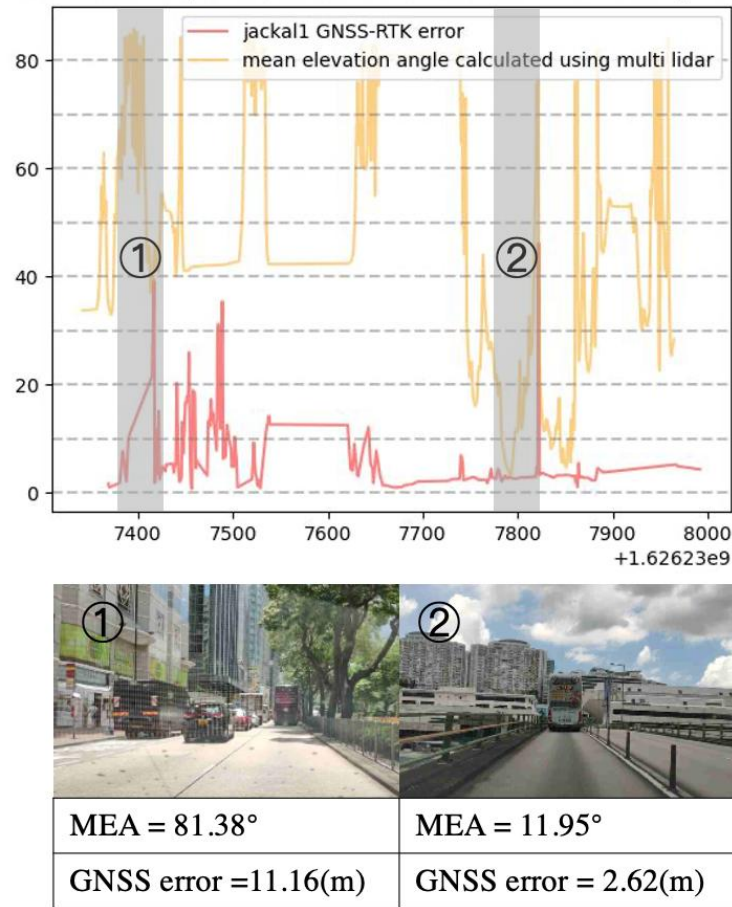 jackal1 GNSS-RTK error
mean elevation angle calculated using multi lidar
80
60
40
20
0
① ②
7400 7500 7600 7700 7800 7900 8000
+1.62623e9
① ②
MEA = 81.38° MEA = 11.95°
GNSS error =11.16(m) GNSS error = 2.62(m)